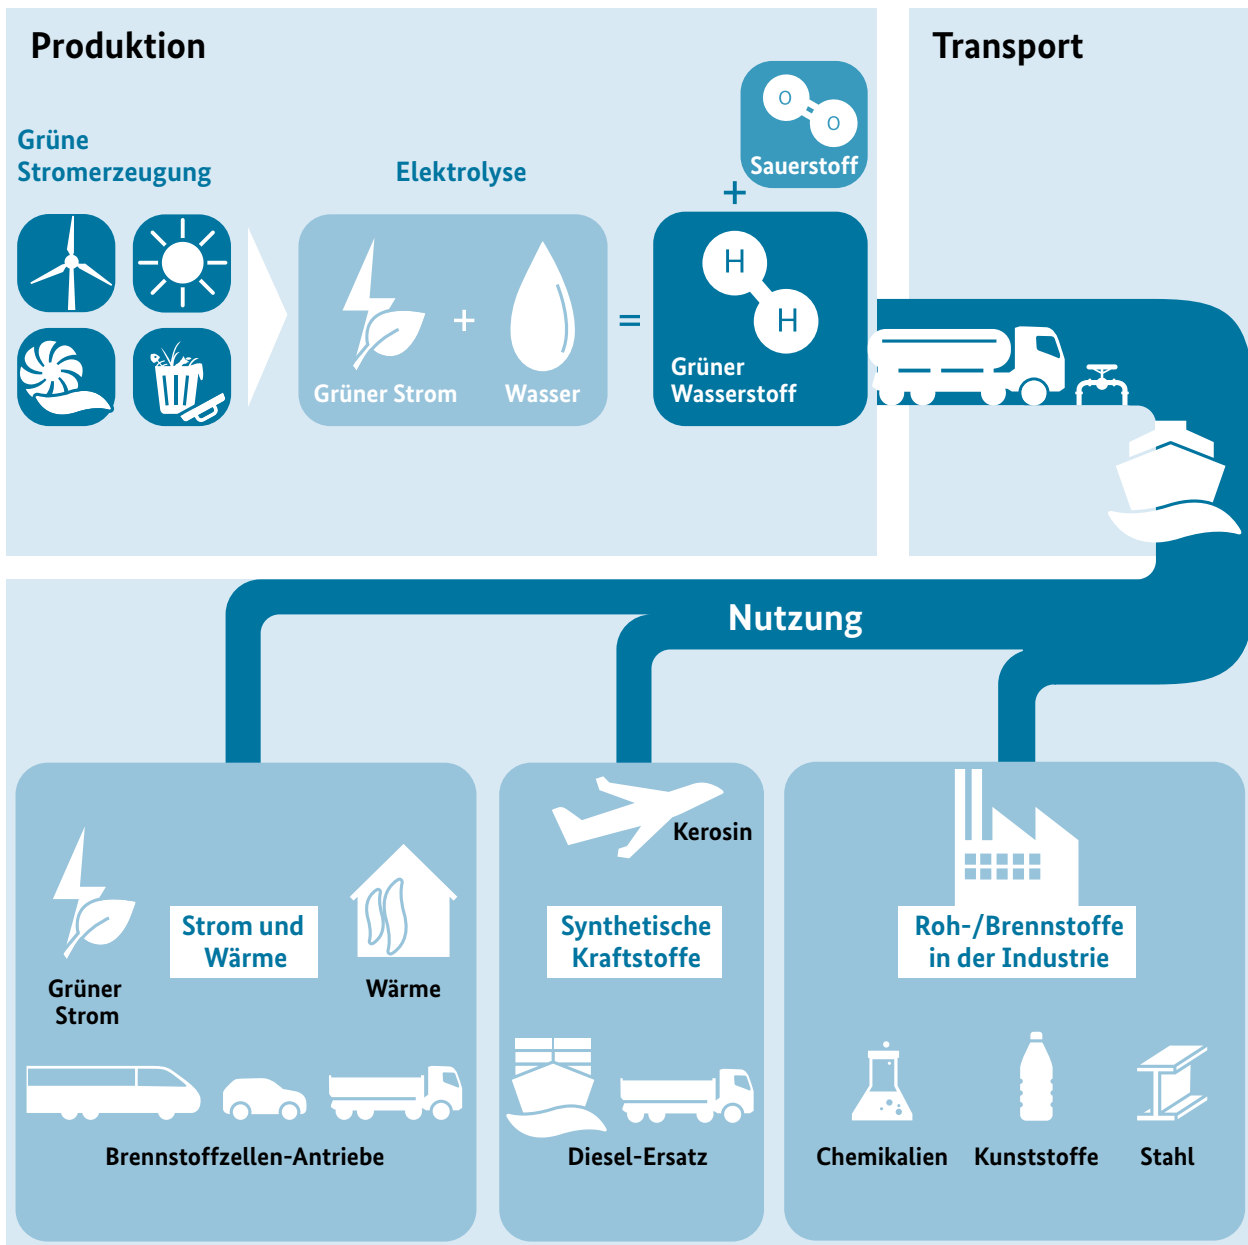 Produktion
Transport
Grüne
Stromerzeugung
Elektrolyse
O
O
Sauerstoff
+
H
H
Grüner Strom
+
Wasser
=
Grüner
Wasserstoff
Nutzung
Strom und
Wärme
Grüner
Strom
Wärme
Brennstoffzellen-Antriebe
Kerosin
Synthetische
Kraftstoffe
Diesel-Ersatz
Roh-/Brennstoffe
in der Industrie
Chemikalien
Kunststoffe
Stahl